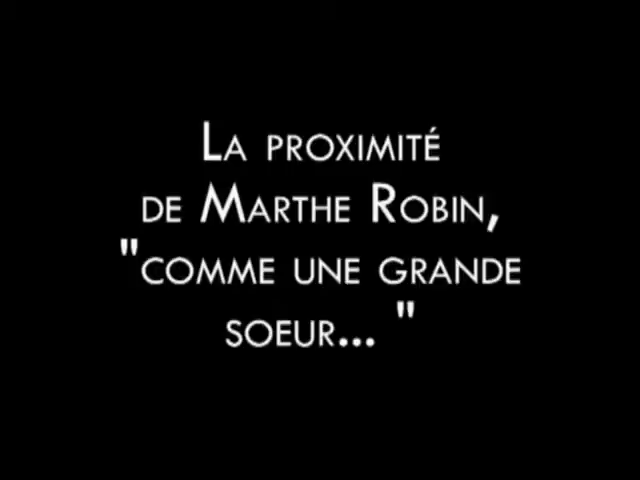 La proximité
de Marthe Robin,
"comme une grande
soeur... "